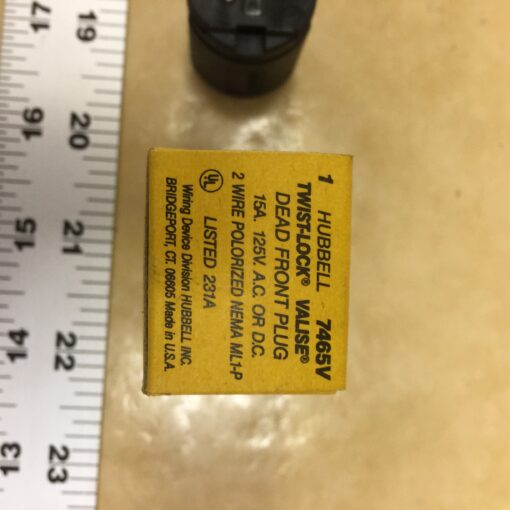 1 HUBBELL 7465V
TWIST-LOCK® VALISE®
DEAD FRONT PLUG
15A. 125V. A.C. OR D.C.
2 WIRE POLORIZED NEMA ML1-P
UL LISTED 231A
Wiring Device Division HUBBELL INC.
BRIDGEPORT, CT. 06605 Made in U.S.A.
19
20
21
22
23
17
16
15
14
13